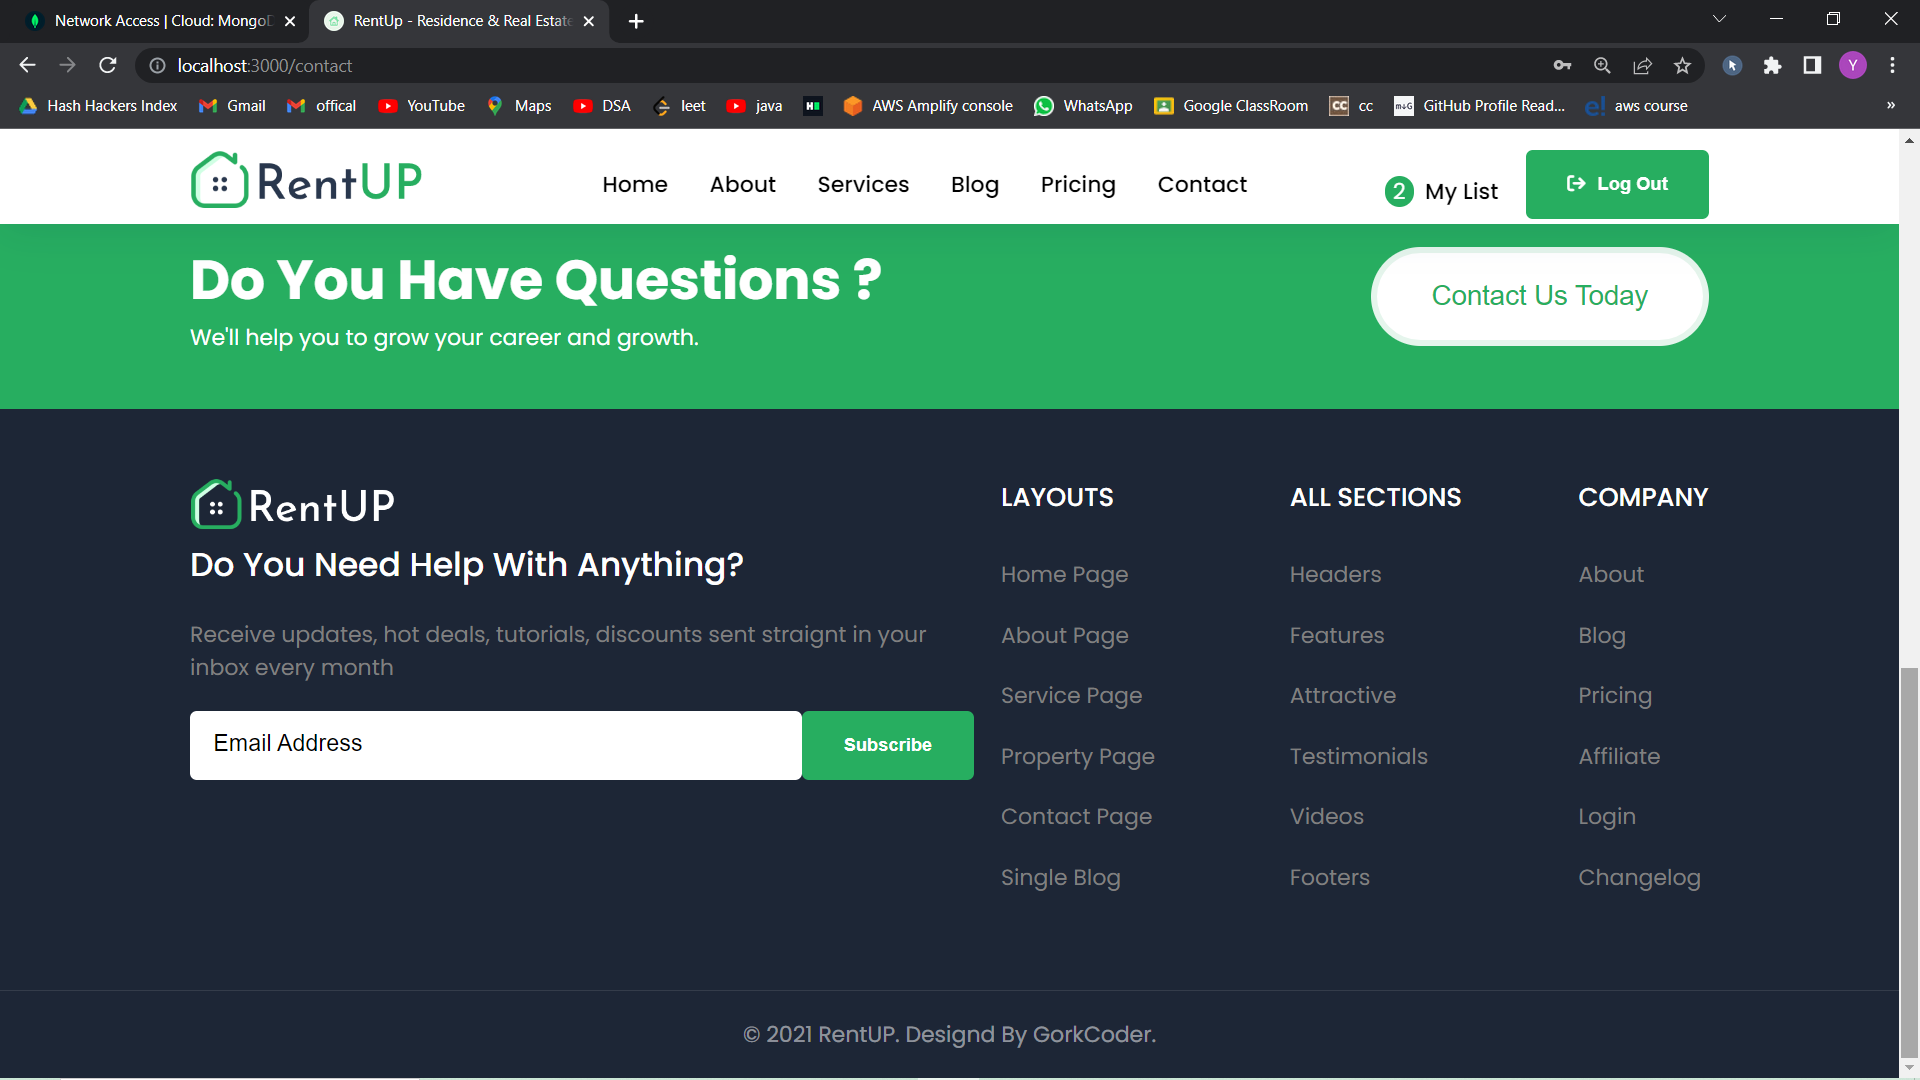 Network Access | Cloud: MongoD
RentUp - Residence & Real Estate
localhost:3000/contact
Y
Hash Hackers Index
Gmail
offical
YouTube
Maps
DSA
leet
java
AWS Amplify console
WhatsApp
Google ClassRoom
CC
cc
GitHub Profile Read...
e!
aws course
»
RentUP
Home
About
Services
Blog
Pricing
Contact
2
My List
Log Out
Do You Have Questions ?
We'll help you to grow your career and growth.
Contact Us Today
RentUP
Do You Need Help With Anything?
Receive updates, hot deals, tutorials, discounts sent straignt in your
inbox every month
Email Address
Subscribe
LAYOUTS
Home Page
About Page
Service Page
Property Page
Contact Page
Single Blog
ALL SECTIONS
Headers
Features
Attractive
Testimonials
Videos
Footers
COMPANY
About
Blog
Pricing
Affiliate
Login
Changelog
© 2021 RentUP. Designd By GorkCoder.